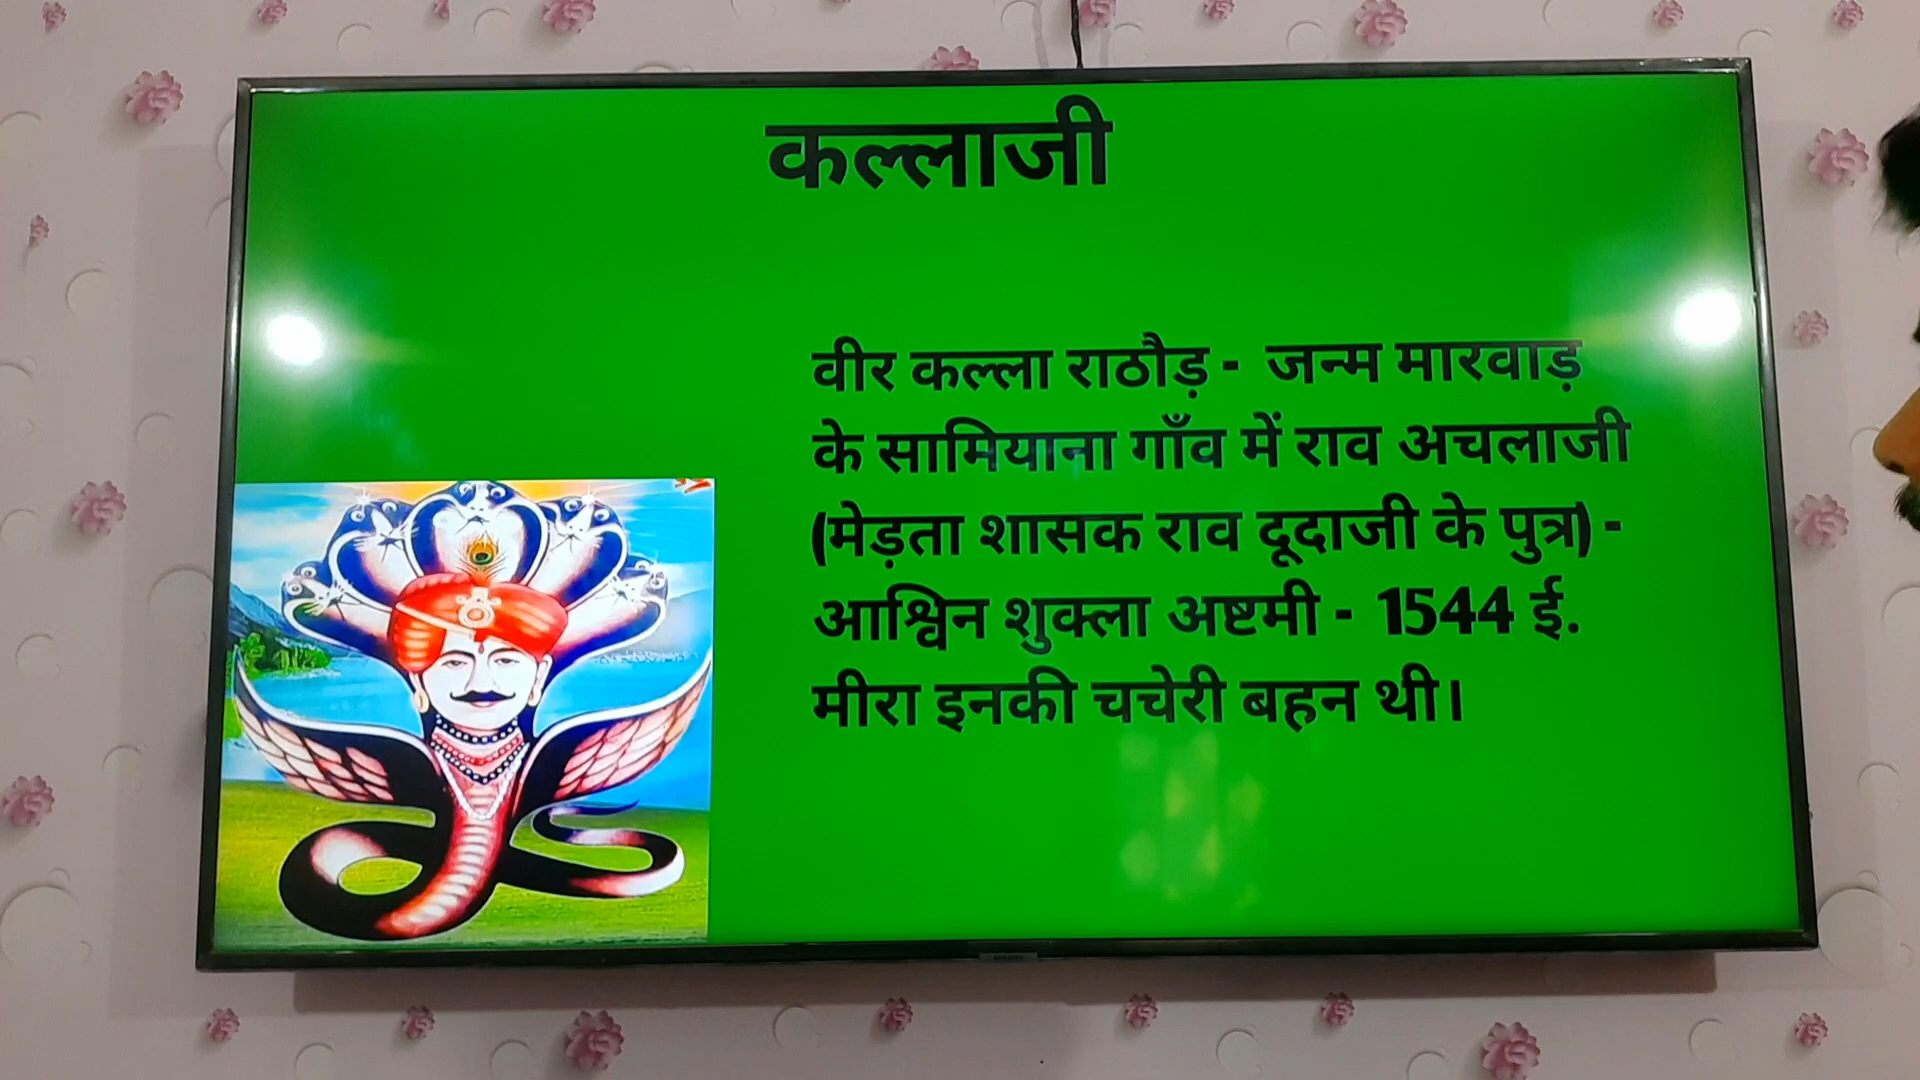 कल्लाजी
वीर कल्ला राठौड़ - जन्म मारवाड़
के सामियाना गाँव में राव अचलाजी
(मेड़ता शासक राव दूदाजी के पुत्र) -
आश्विन शुक्ला अष्टमी - 1544 ई.
मीरा इनकी चचेरी बहन थी।